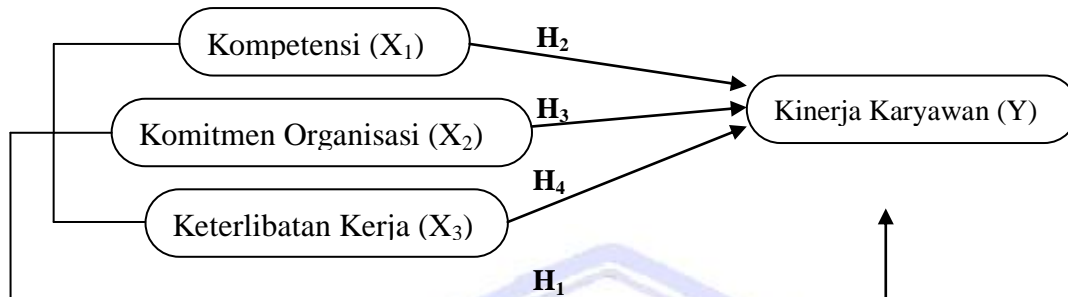 Kompetensi (X₁)
H₂
Kinerja Karyawan (Y)
H₃
Komitmen Organisasi (X₂)
H₄
Keterlibatan Kerja (X₃)
H₁